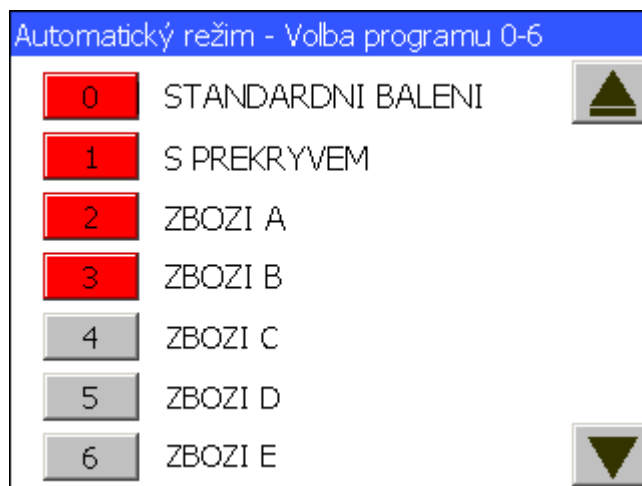 Automatický režim - Volba programu 0-6
0 STANDARDNI BALENI
1 S PREKRYVEM
2 ZBOZI A
3 ZBOZI B
4 ZBOZI C
5 ZBOZI D
6 ZBOZI E